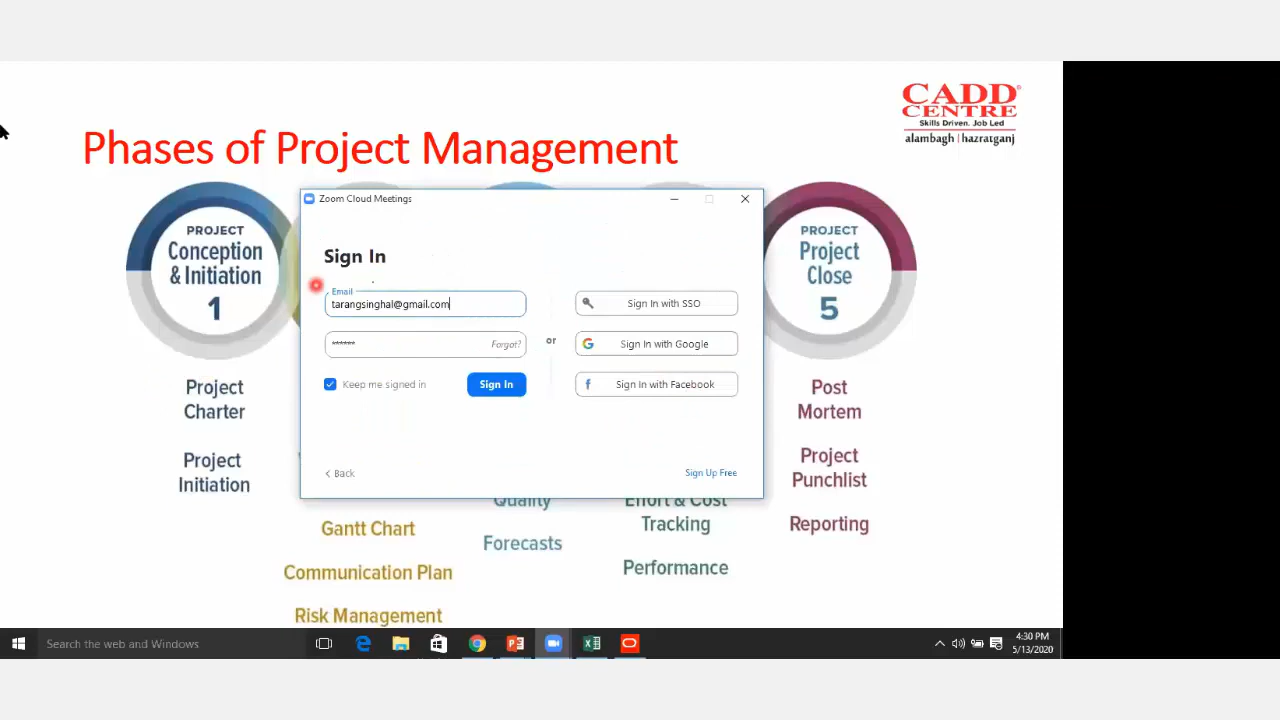 CADD
CENTRE
Skills Driven. Job Led
alambagh | hazratganj
Phases of Project Management
PROJECT
Conception
& Initiation
1
Project
Charter
Project
Initiation
Zoom Cloud Meetings
Sign In
Email
tarangsinghal@gmail.com
******
Forgot?
Keep me signed in
Sign In
or
Sign In with SSO
Sign In with Google
Sign In with Facebook
Back
Sign Up Free
Gantt Chart
Communication Plan
Risk Management
Quality
Forecasts
Effort & Cost
Tracking
Performance
PROJECT
Project
Close
5
Post
Mortem
Project
Punchlist
Reporting
Search the web and Windows
4:30 PM
5/13/2020